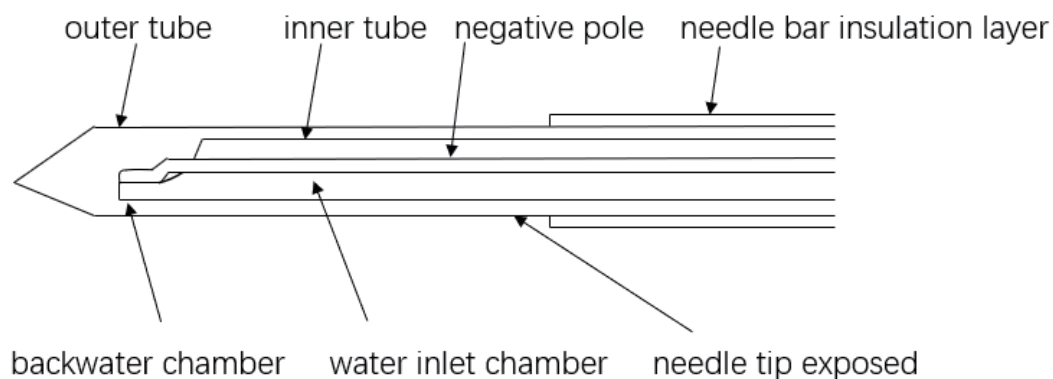 outer tube inner tube negative pole needle bar insulation layer
backwater chamber water inlet chamber needle tip exposed